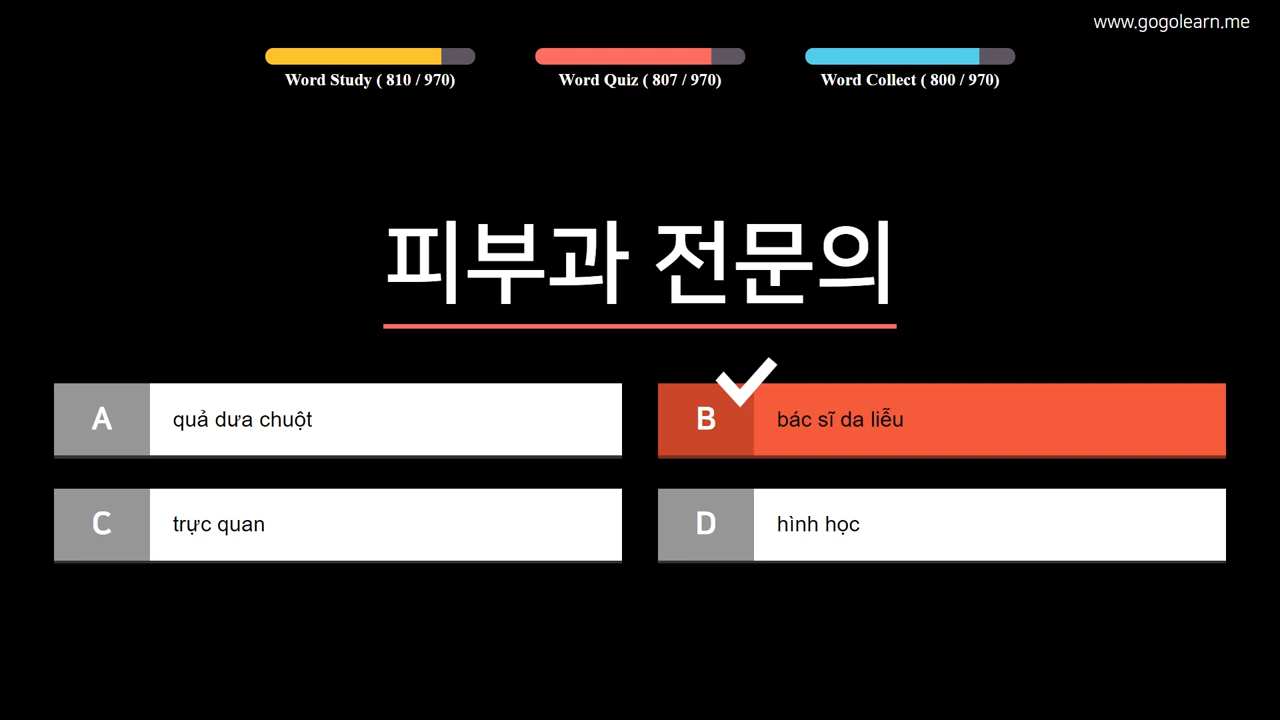 www.gogolearn.me
Word Study ( 810 / 970)
Word Quiz ( 807 / 970)
Word Collect ( 800 / 970)
피부과 전문의
A quả dưa chuột
B bác sĩ da liễu
C trực quan
D hình học